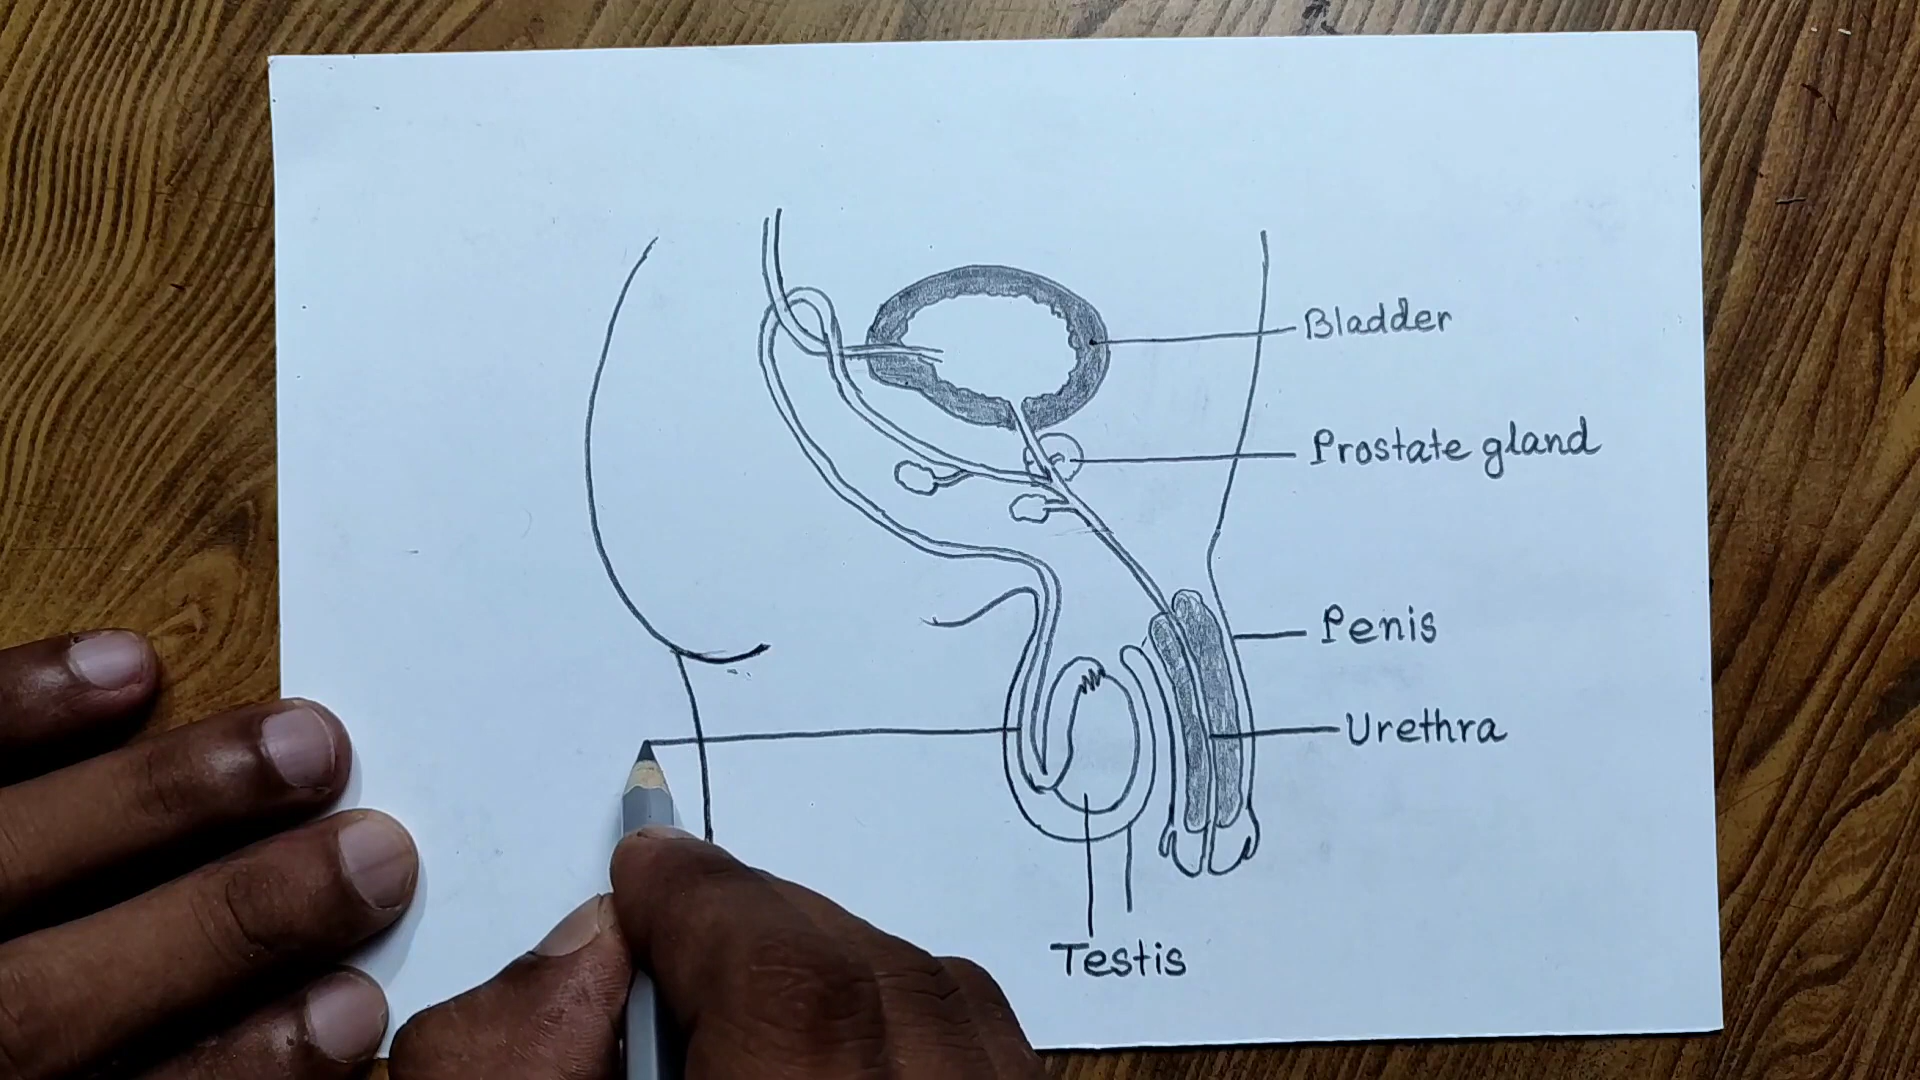 Bladder
Prostate gland
Penis
Urethra
Testis